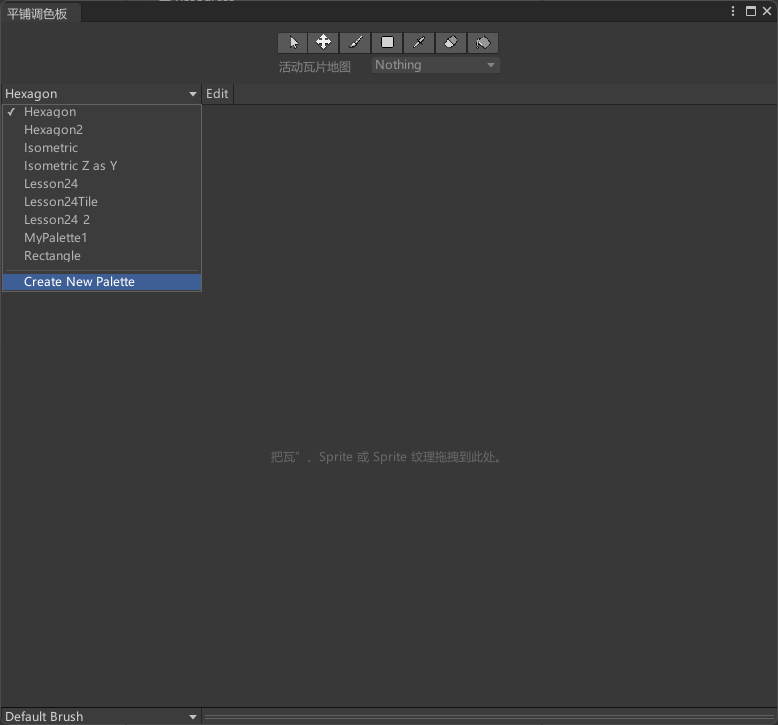 平铺调色板
活动瓦片地图 Nothing
Hexagon Edit
✓ Hexagon
Hexagon2
Isometric
Isometric Z as Y
Lesson24
Lesson24Tile
Lesson24 2
MyPalette1
Rectangle
Create New Palette
把瓦”。Sprite 或 Sprite 纹理拖拽到此处。
Default Brush